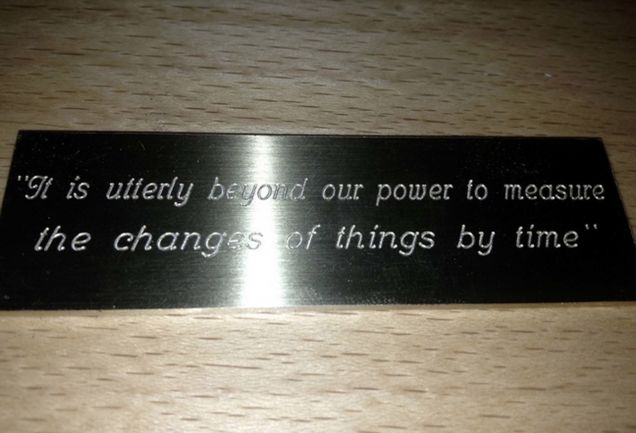 "It is utterly beyond our power to measure
the changes of things by time"